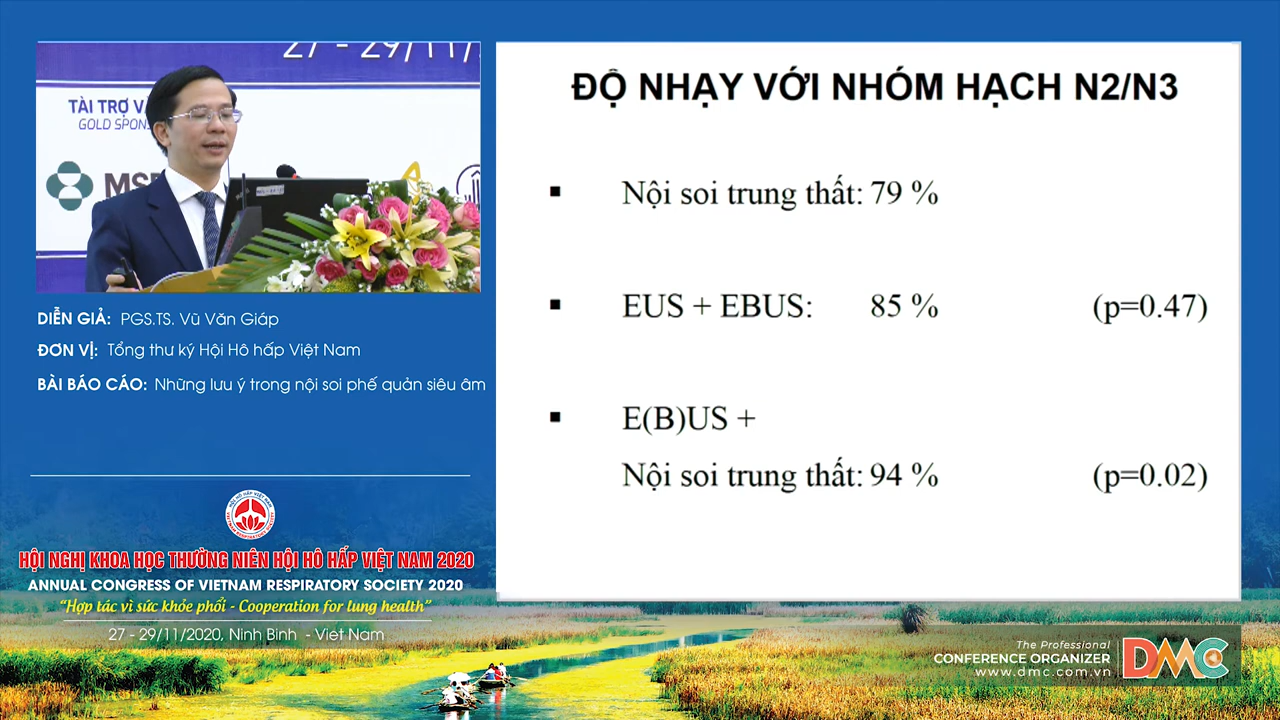 27 - 29/11/
TÀI TRỢ V
GOLD SPONS
MS
DIỄN GIẢ: PGS.TS. Vũ Văn Giáp
ĐƠN VỊ: Tổng thư ký Hội Hô hấp Việt Nam
BÀI BÁO CÁO: Những lưu ý trong nội soi phế quản siêu âm
HỘI NGHỊ KHOA HỌC THƯỜNG NIÊN HỘI HÔ HẤP VIỆT NAM 2020
ANNUAL CONGRESS OF VIETNAM RESPIRATORY SOCIETY 2020
“Hợp tác vì sức khỏe phổi - Cooperation for lung health”
27 - 29/11/2020, Ninh Bình - Viet Nam
ĐỘ NHẠY VỚI NHÓM HẠCH N2/N3
▪ Nội soi trung thất: 79 %
▪ EUS + EBUS: 85 % (p=0.47)
▪ E(B)US +
Nội soi trung thất: 94 % (p=0.02)
The Professional
CONFERENCE ORGANIZER
www.dmc.com.vn
DMC